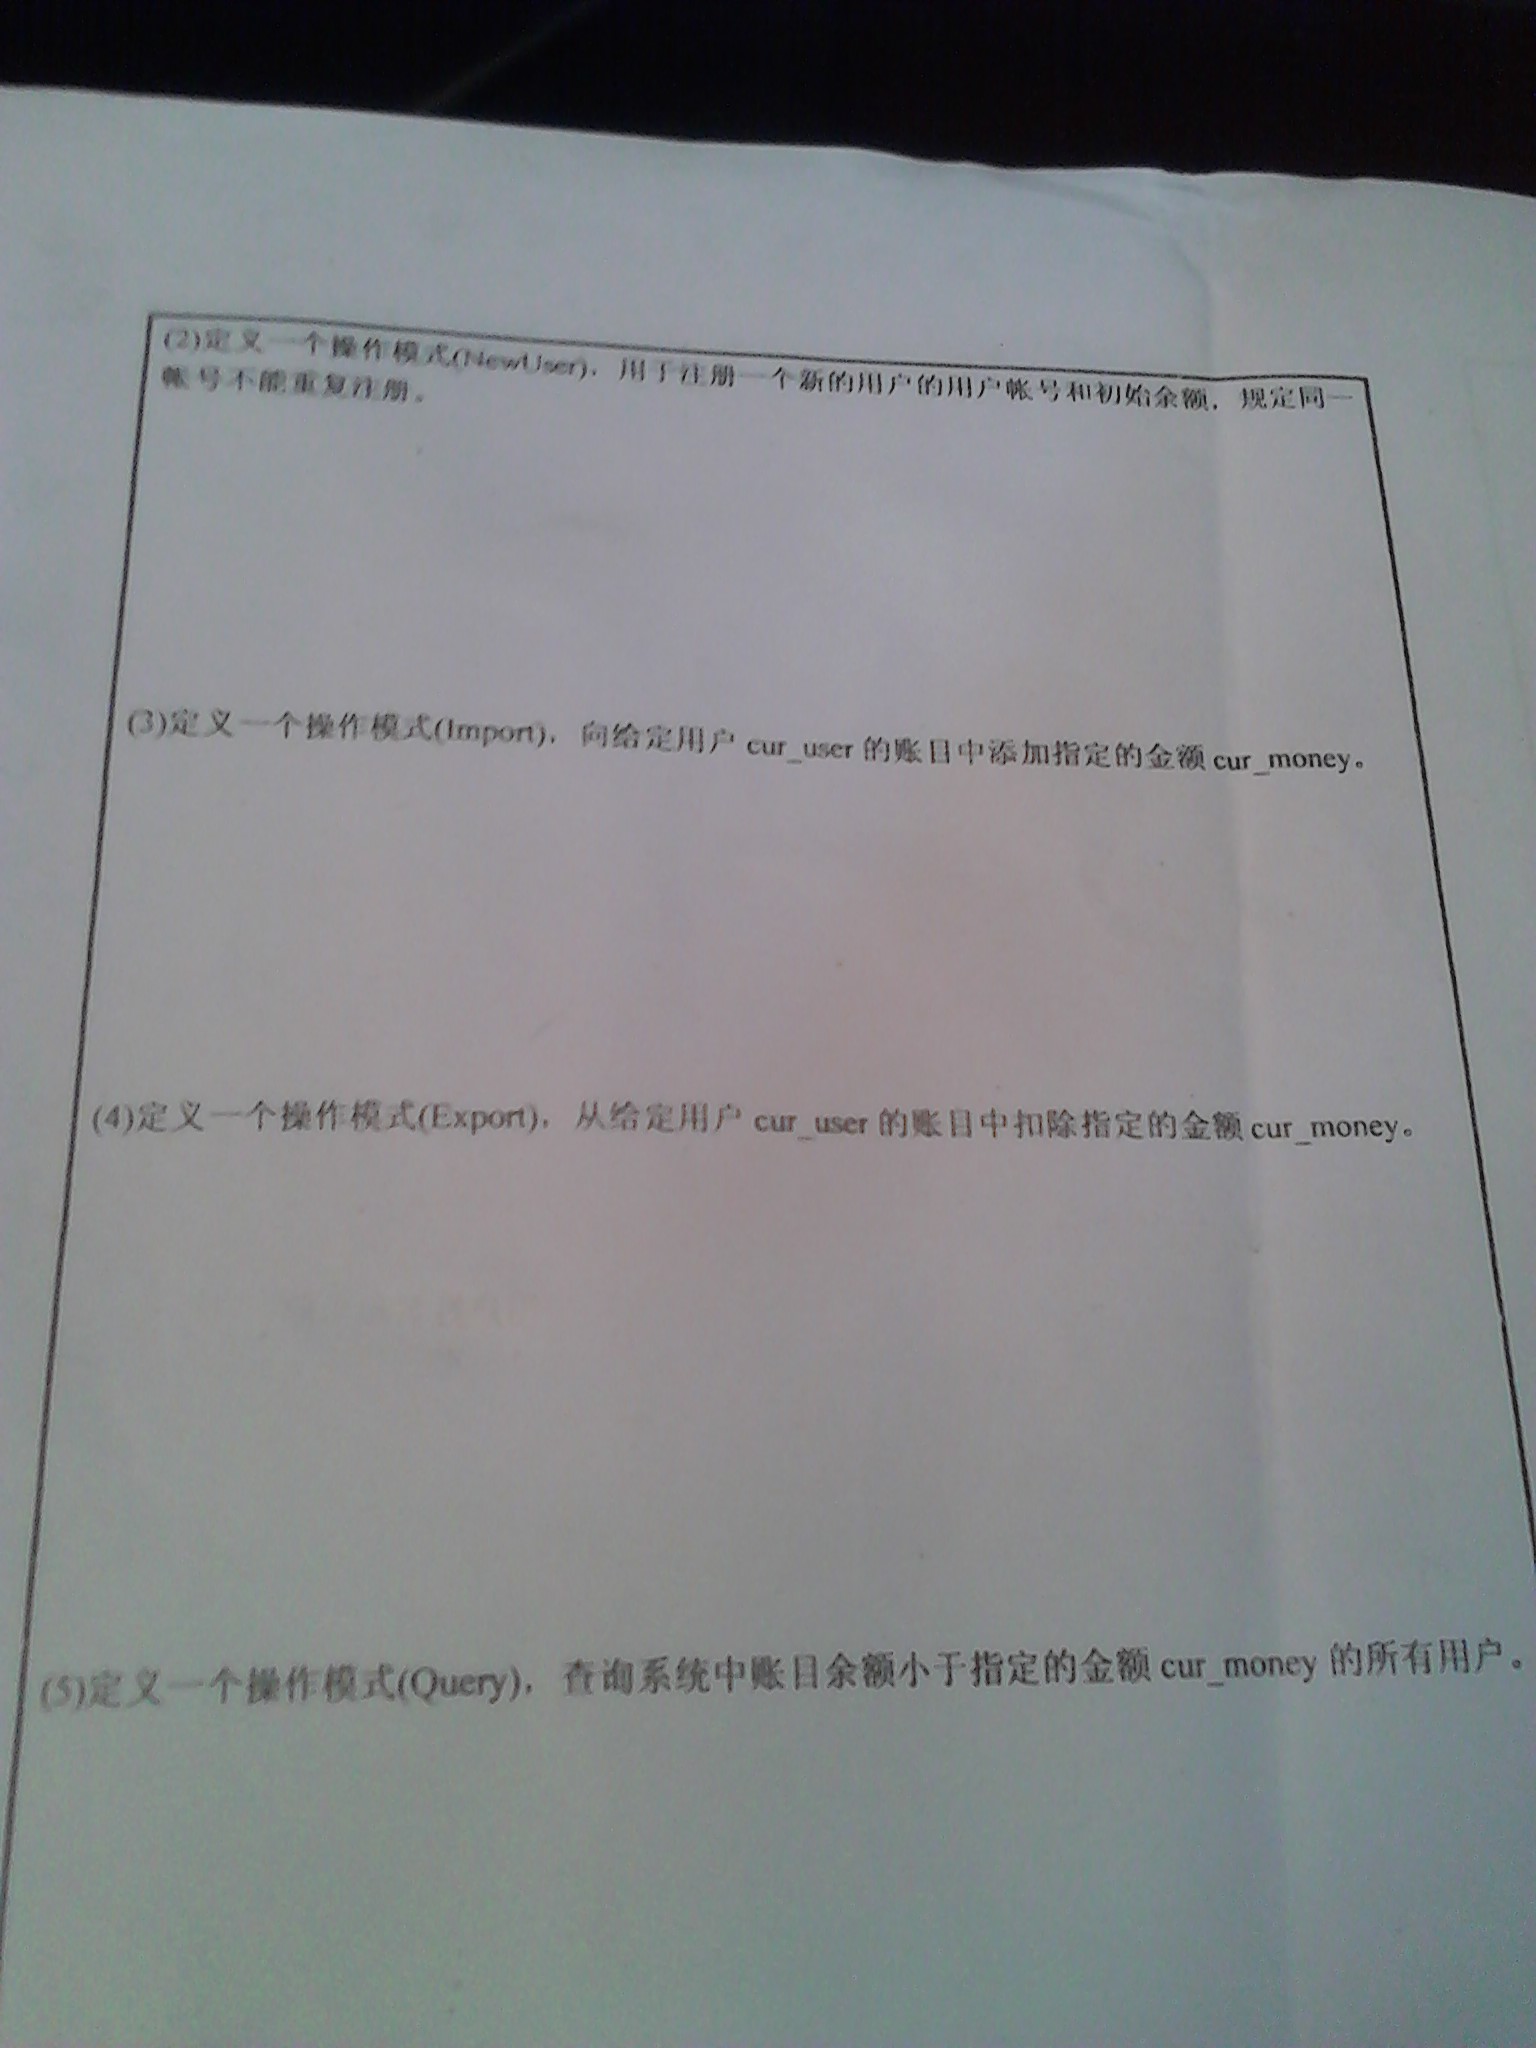 (2)定义一个操作模式(NewUser)，用于注册一个新的用户的用户帐号和初始余额，规定同一
帐号不能重复注册。
(3)定义一个操作模式(Import)，向给定用户 cur_user 的账目中添加指定的金额 cur_money。
(4)定义一个操作模式(Export)，从给定用户 cur_user 的账目中扣除指定的金额 cur_money。
(5)定义一个操作模式(Query)，查询系统中账目余额小于指定的金额 cur_money 的所有用户。